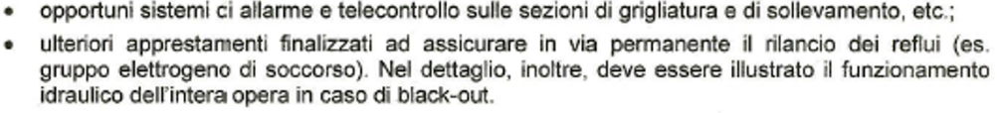 • opportuni sistemi ci allarme e telecontrollo sulle sezioni di grigliatura e di sollevamento, etc.;
• ulteriori apprestamenti finalizzati ad assicurare in via permanente il rilancio dei reflui (es.
gruppo elettrogeno di soccorso). Nel dettaglio, inoltre, deve essere illustrato il funzionamento
idraulico dell'intera opera in caso di black-out.